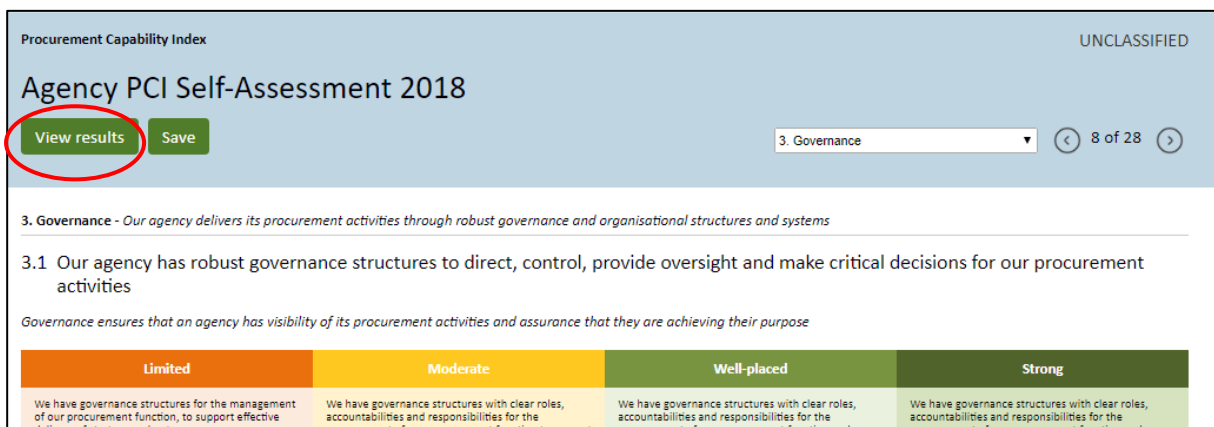 Procurement Capability Index
UNCLASSIFIED
Agency PCI Self-Assessment 2018
View results
Save
3. Governance
8 of 28
3. Governance - Our agency delivers its procurement activities through robust governance and organisational structures and systems
3.1 Our agency has robust governance structures to direct, control, provide oversight and make critical decisions for our procurement
activities
Governance ensures that an agency has visibility of its procurement activities and assurance that they are achieving their purpose
Limited
Moderate
Well-placed
Strong
We have governance structures for the management
of our procurement function, to support effective
We have governance structures with clear roles,
accountabilities and responsibilities for the
We have governance structures with clear roles,
accountabilities and responsibilities for the
We have governance structures with clear roles,
accountabilities and responsibilities for the